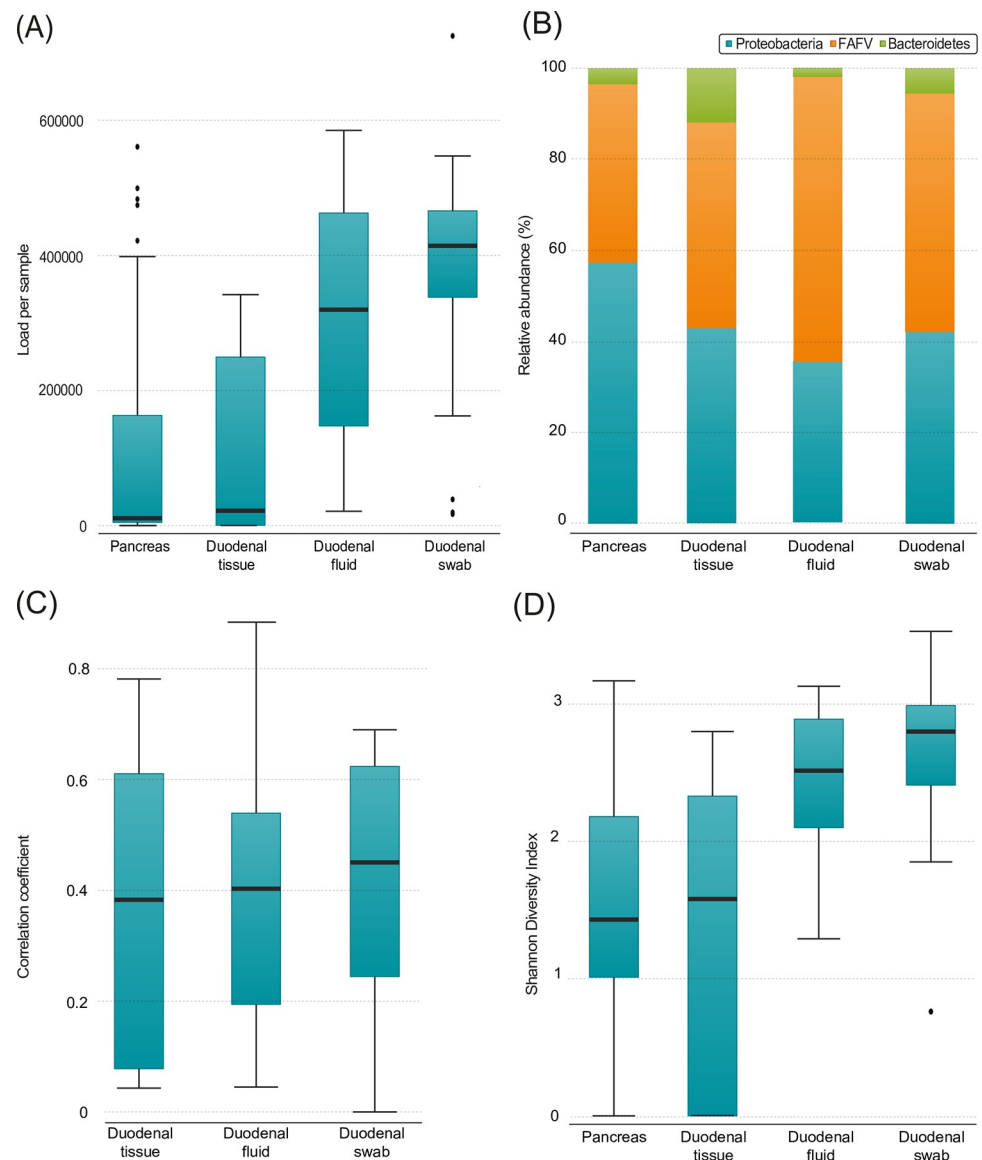 (A)
Load per sample
600000
400000
200000
0
Pancreas
Duodenal
tissue
Duodenal
fluid
Duodenal
swab
(B)
Proteobacteria FAFV Bacteroidetes
Relative abundance (%)
100
80
60
40
20
0
Pancreas
Duodenal
tissue
Duodenal
fluid
Duodenal
swab
(C)
Correlation coefficient
0.8
0.6
0.4
0.2
0
Duodenal
tissue
Duodenal
fluid
Duodenal
swab
(D)
Shannon Diversity Index
3
2
1
0
Pancreas
Duodenal
tissue
Duodenal
fluid
Duodenal
swab